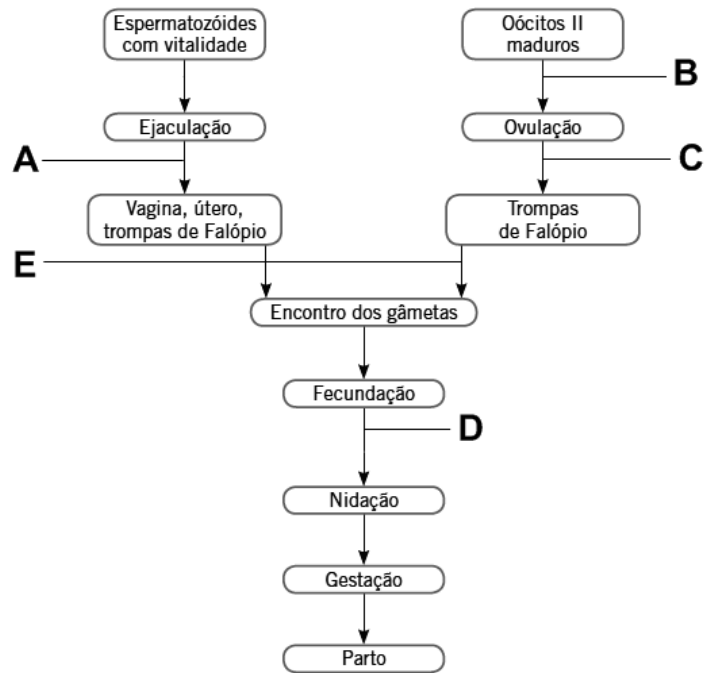 Espermatozóides
com vitalidade
Oócitos II
maduros
B
Ejaculação
Ovulação
A
C
Vagina, útero,
trompas de Falópio
Trompas
de Falópio
E
Encontro dos gâmetas
Fecundação
D
Nidação
Gestação
Parto